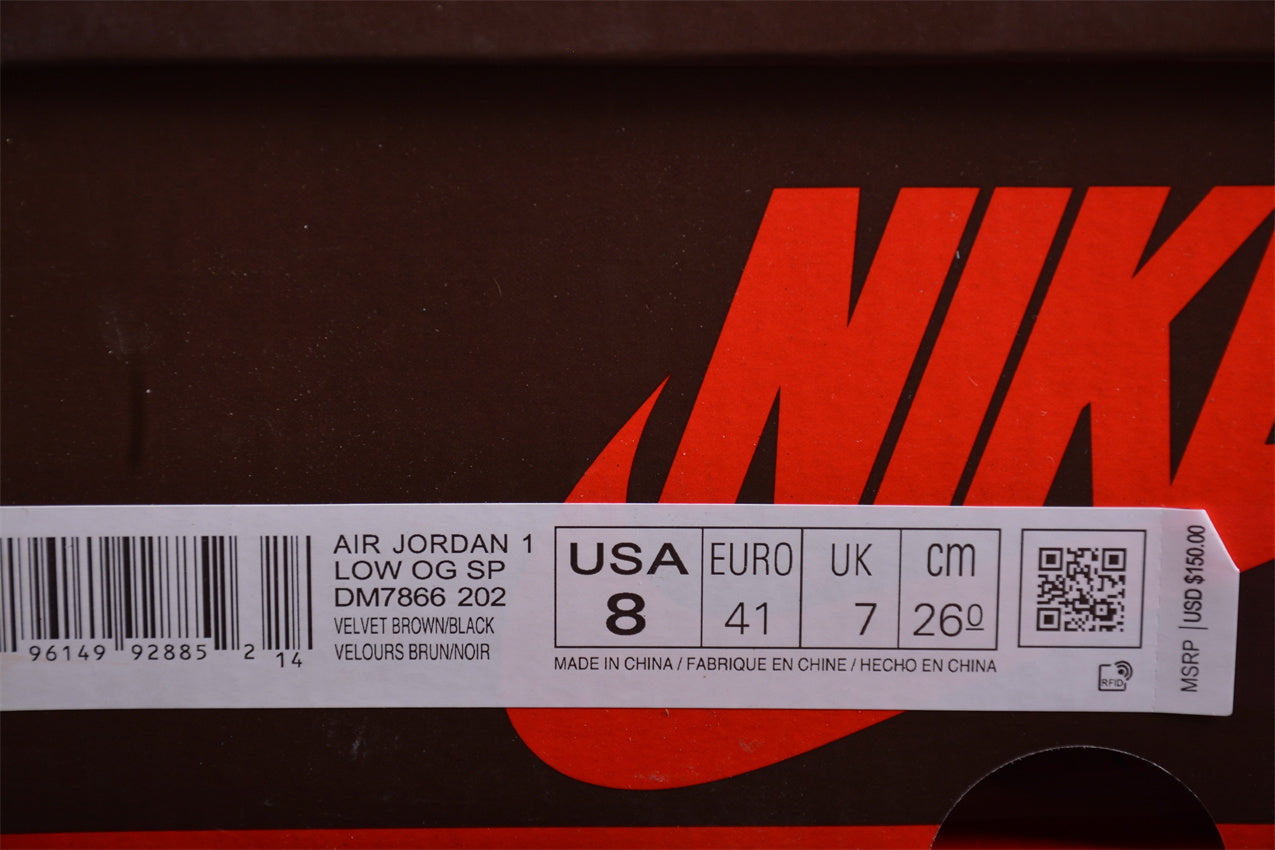 NIKE
96149 92885 2 14
AIR JORDAN 1
LOW OG SP
DM7866 202
VELVET BROWN/BLACK
VELOURS BRUN/NOIR
USA EURO UK cm
8 41 7 26⁰
MADE IN CHINA / FABRIQUE EN CHINE / HECHO EN CHINA
RFID
MSRP | USD $150.00